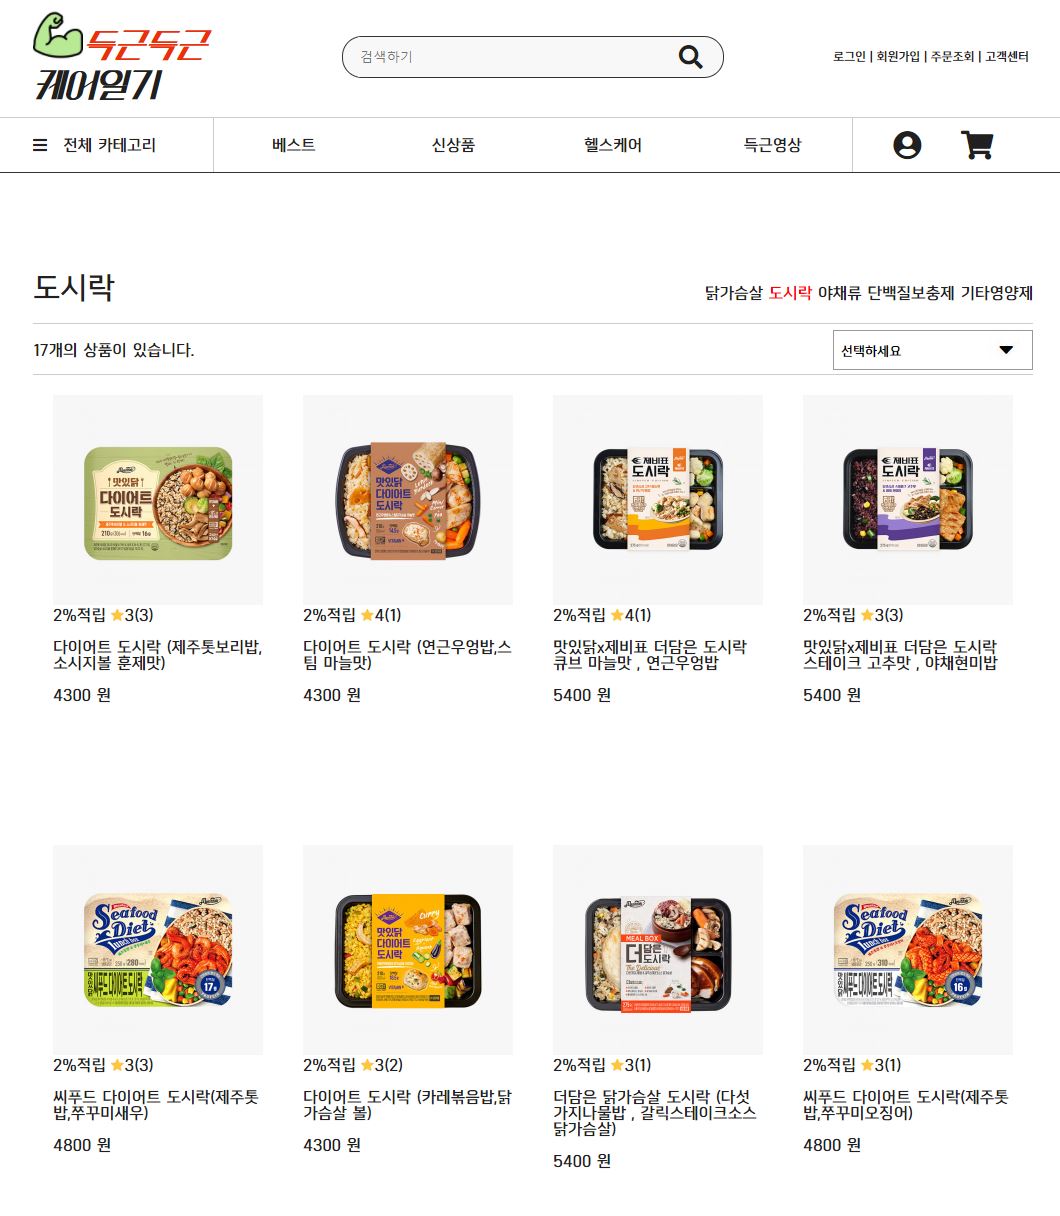 득근득근
케어일기
검색하기
로그인 | 회원가입 | 주문조회 | 고객센터
전체 카테고리
베스트
신상품
헬스케어
득근영상
도시락
닭가슴살 도시락 야채류 단백질보충제 기타영양제
17개의 상품이 있습니다.
선택하세요
맛있닭
다이어트
도시락
맛있닭
다이어트
도시락
제비표
도시락
제비표
도시락
2%적립 ★3(3)
다이어트 도시락 (제주톳보리밥,
소시지볼 훈제맛)
4300 원
2%적립 ★4(1)
다이어트 도시락 (연근우엉밥,스
팀 마늘맛)
4300 원
2%적립 ★4(1)
맛있닭x제비표 더담은 도시락
큐브 마늘맛 , 연근우엉밥
5400 원
2%적립 ★3(3)
맛있닭x제비표 더담은 도시락
스테이크 고추맛 , 야채현미밥
5400 원
Seafood
Diet
Lunch box
씨푸드 다이어트 도시락
Curry
맛있닭
다이어트
도시락
MEAL BOX
더담은
도시락
The Delicious
Seafood
Diet
Lunch box
씨푸드 다이어트 도시락
2%적립 ★3(3)
씨푸드 다이어트 도시락(제주톳
밥,쭈꾸미새우)
4800 원
2%적립 ★3(2)
다이어트 도시락 (카레볶음밥,닭
가슴살 볼)
4300 원
2%적립 ★3(1)
더담은 닭가슴살 도시락 (다섯
가지나물밥 , 갈릭스테이크소스
닭가슴살)
5400 원
2%적립 ★3(1)
씨푸드 다이어트 도시락(제주톳
밥,쭈꾸미오징어)
4800 원